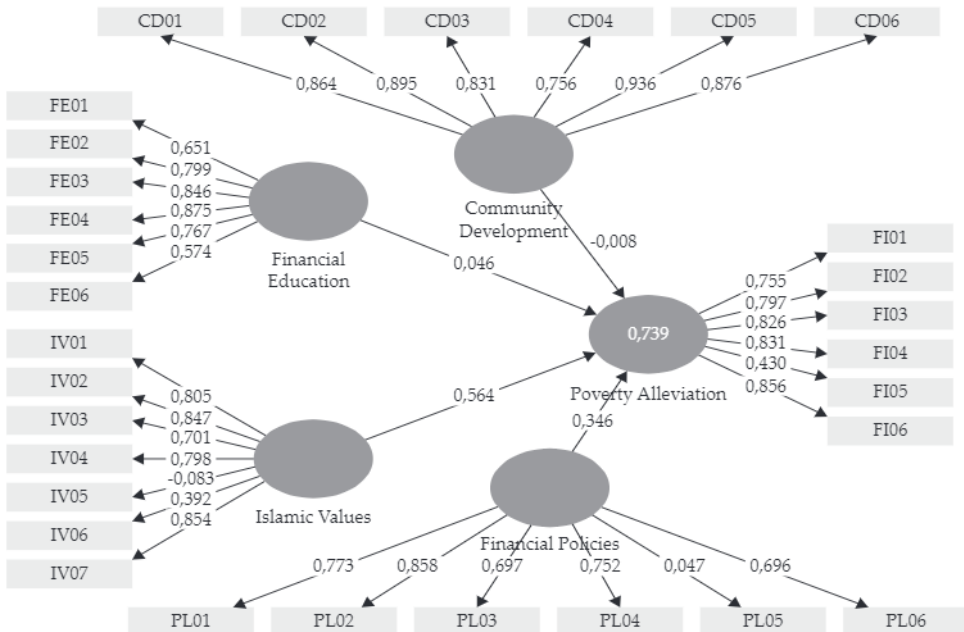 CD01 CD02 CD03 CD04 CD05 CD06
0,864 0,895 0,831 0,756 0,936 0,876
Community
Development
-0,008
FE01
FE02
FE03
FE04
FE05
FE06
0,651
0,799
0,846
0,875
0,767
0,574
Financial
Education
0,046
IV01
IV02
IV03
IV04
IV05
IV06
IV07
0,805
0,847
0,701
0,798
-0,083
0,392
0,854
Islamic Values
0,564
0,739
Poverty Alleviation
0,346
0,755
0,797
0,826
0,831
0,430
0,856
FI01
FI02
FI03
FI04
FI05
FI06
Financial Policies
0,773 0,858 0,697 0,752 0,047 0,696
PL01 PL02 PL03 PL04 PL05 PL06